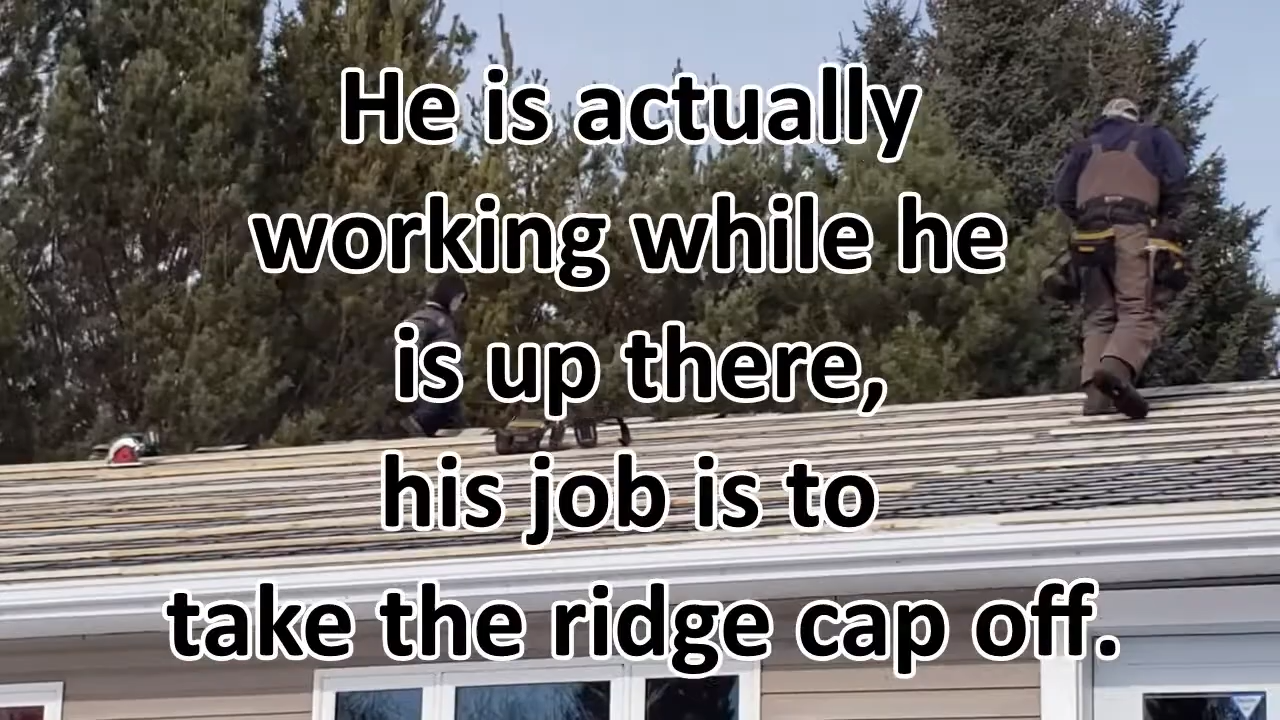 He is actually
working while he
is up there,
his job is to
take the ridge cap off.